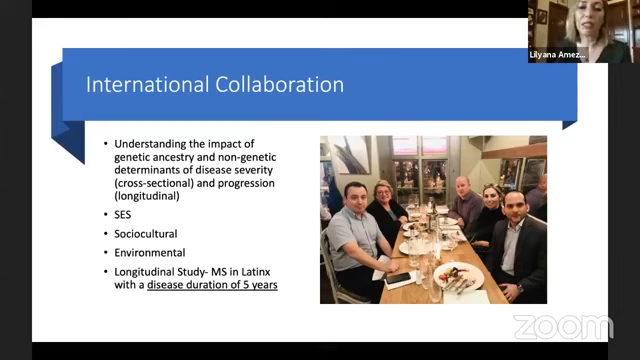 Lilyana Amez...
International Collaboration
• Understanding the impact of
genetic ancestry and non-genetic
determinants of disease severity
(cross-sectional) and progression
(longitudinal)
• SES
• Sociocultural
• Environmental
• Longitudinal Study- MS in Latinx
with a disease duration of 5 years
zoom